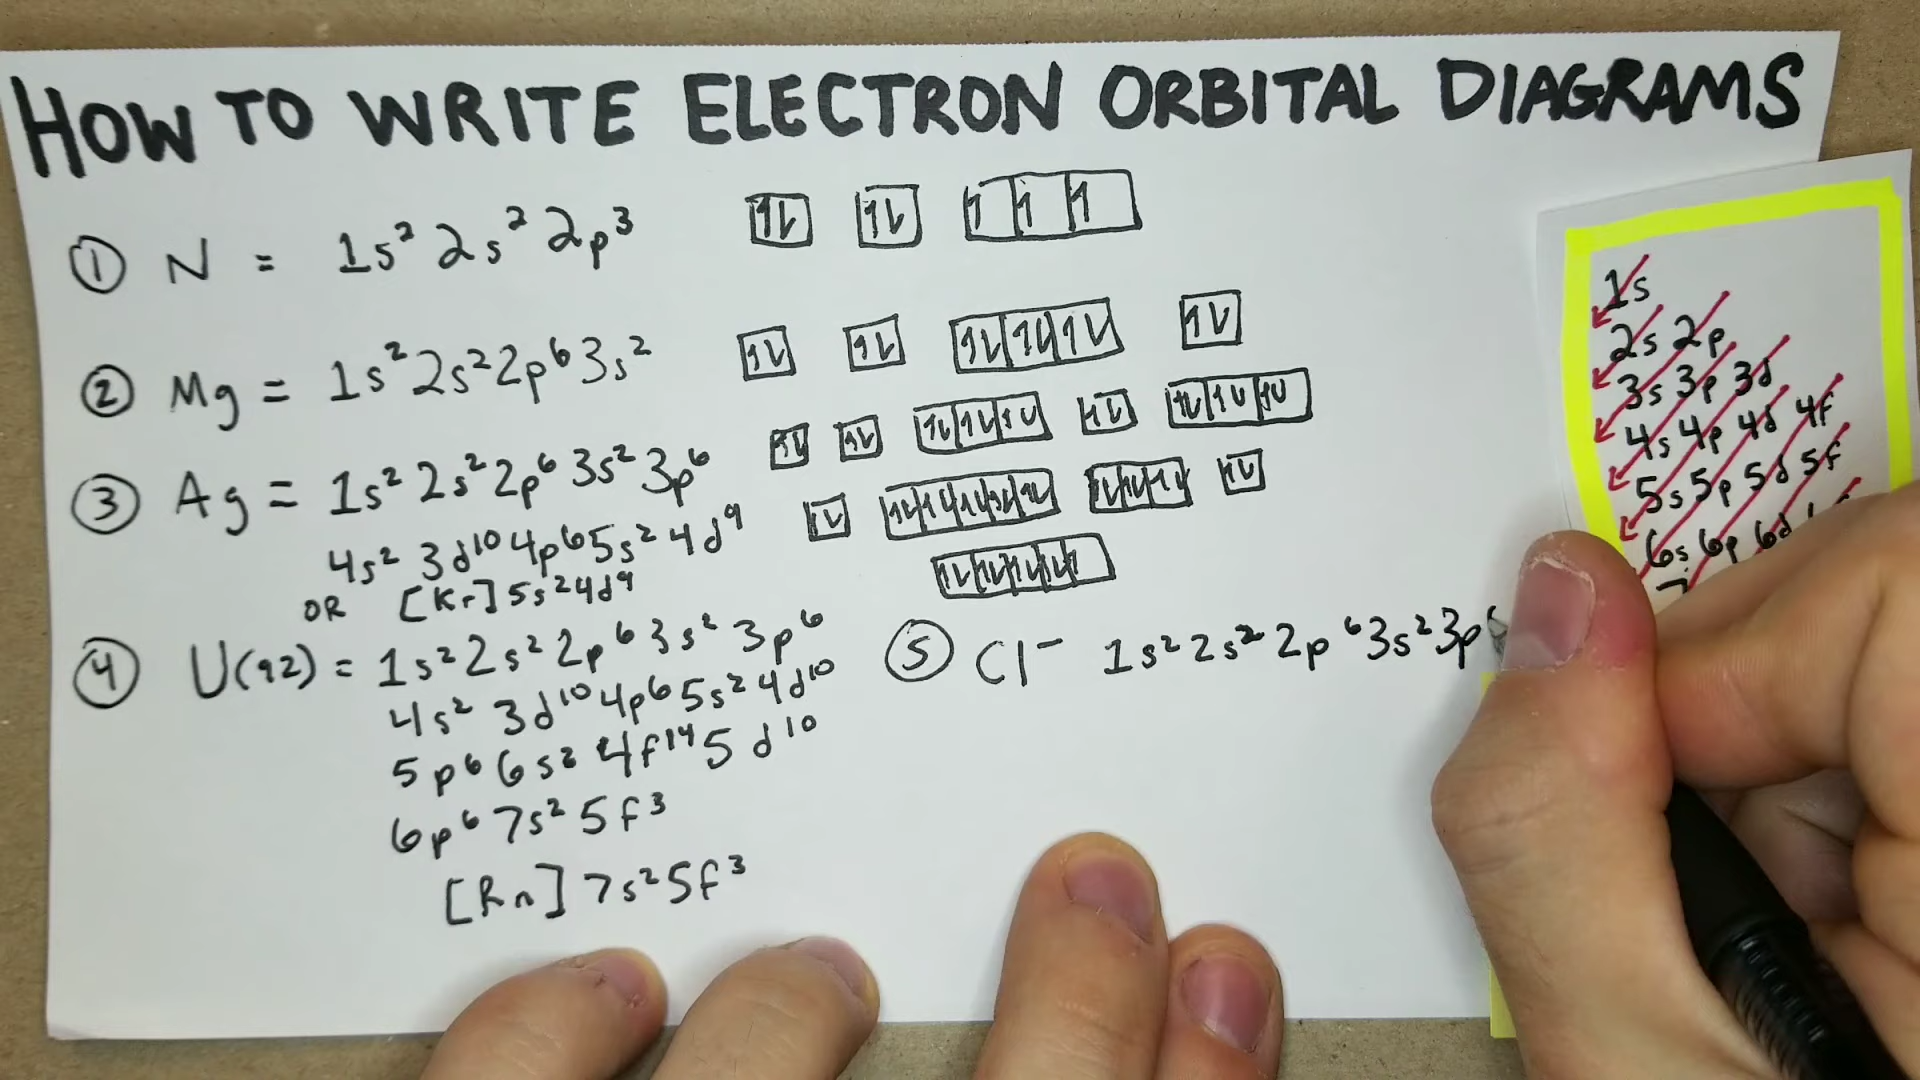 HOW TO WRITE ELECTRON ORBITAL DIAGRAMS
① N = 1s² 2s² 2p³
② Mg = 1s² 2s² 2p⁶ 3s²
③ Ag = 1s² 2s² 2p⁶ 3s² 3p⁶
4s² 3d¹⁰ 4p⁶ 5s² 4d⁹
OR [Kr] 5s² 4d⁹
④ U(92) = 1s² 2s² 2p⁶ 3s² 3p⁶
4s² 3d¹⁰ 4p⁶ 5s² 4d¹⁰
5p⁶ 6s² 4f¹⁴ 5d¹⁰
6p⁶ 7s² 5f³
[Rn] 7s² 5f³
⑤ Cl⁻ 1s² 2s² 2p⁶ 3s² 3p⁶
1s
2s 2p
3s 3p 3d
4s 4p 4d 4f
5s 5p 5d 5f
6s 6p 6d